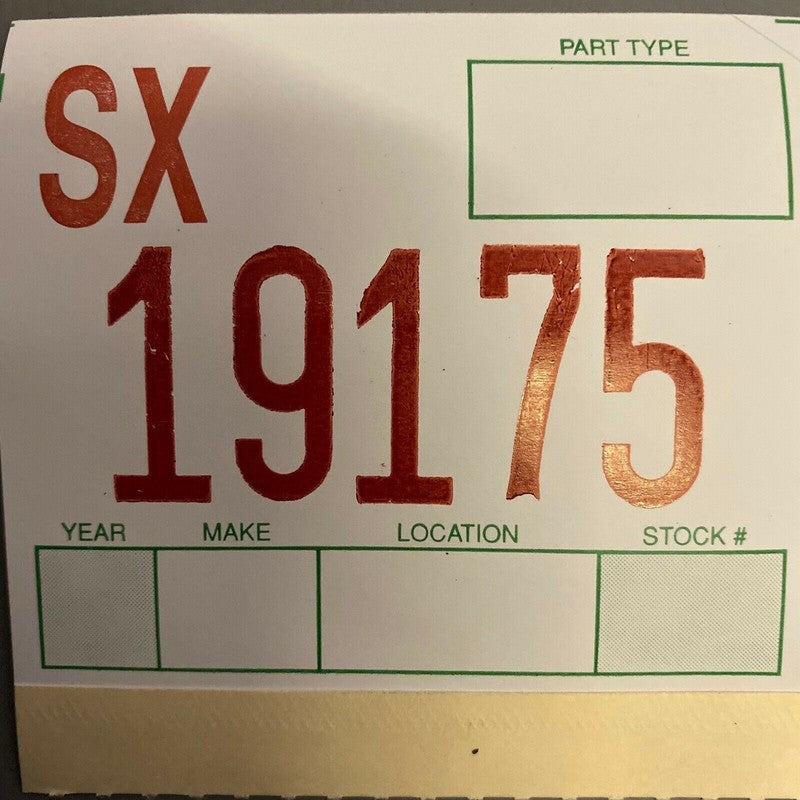 PART TYPE
SX
19175
YEAR MAKE LOCATION STOCK #